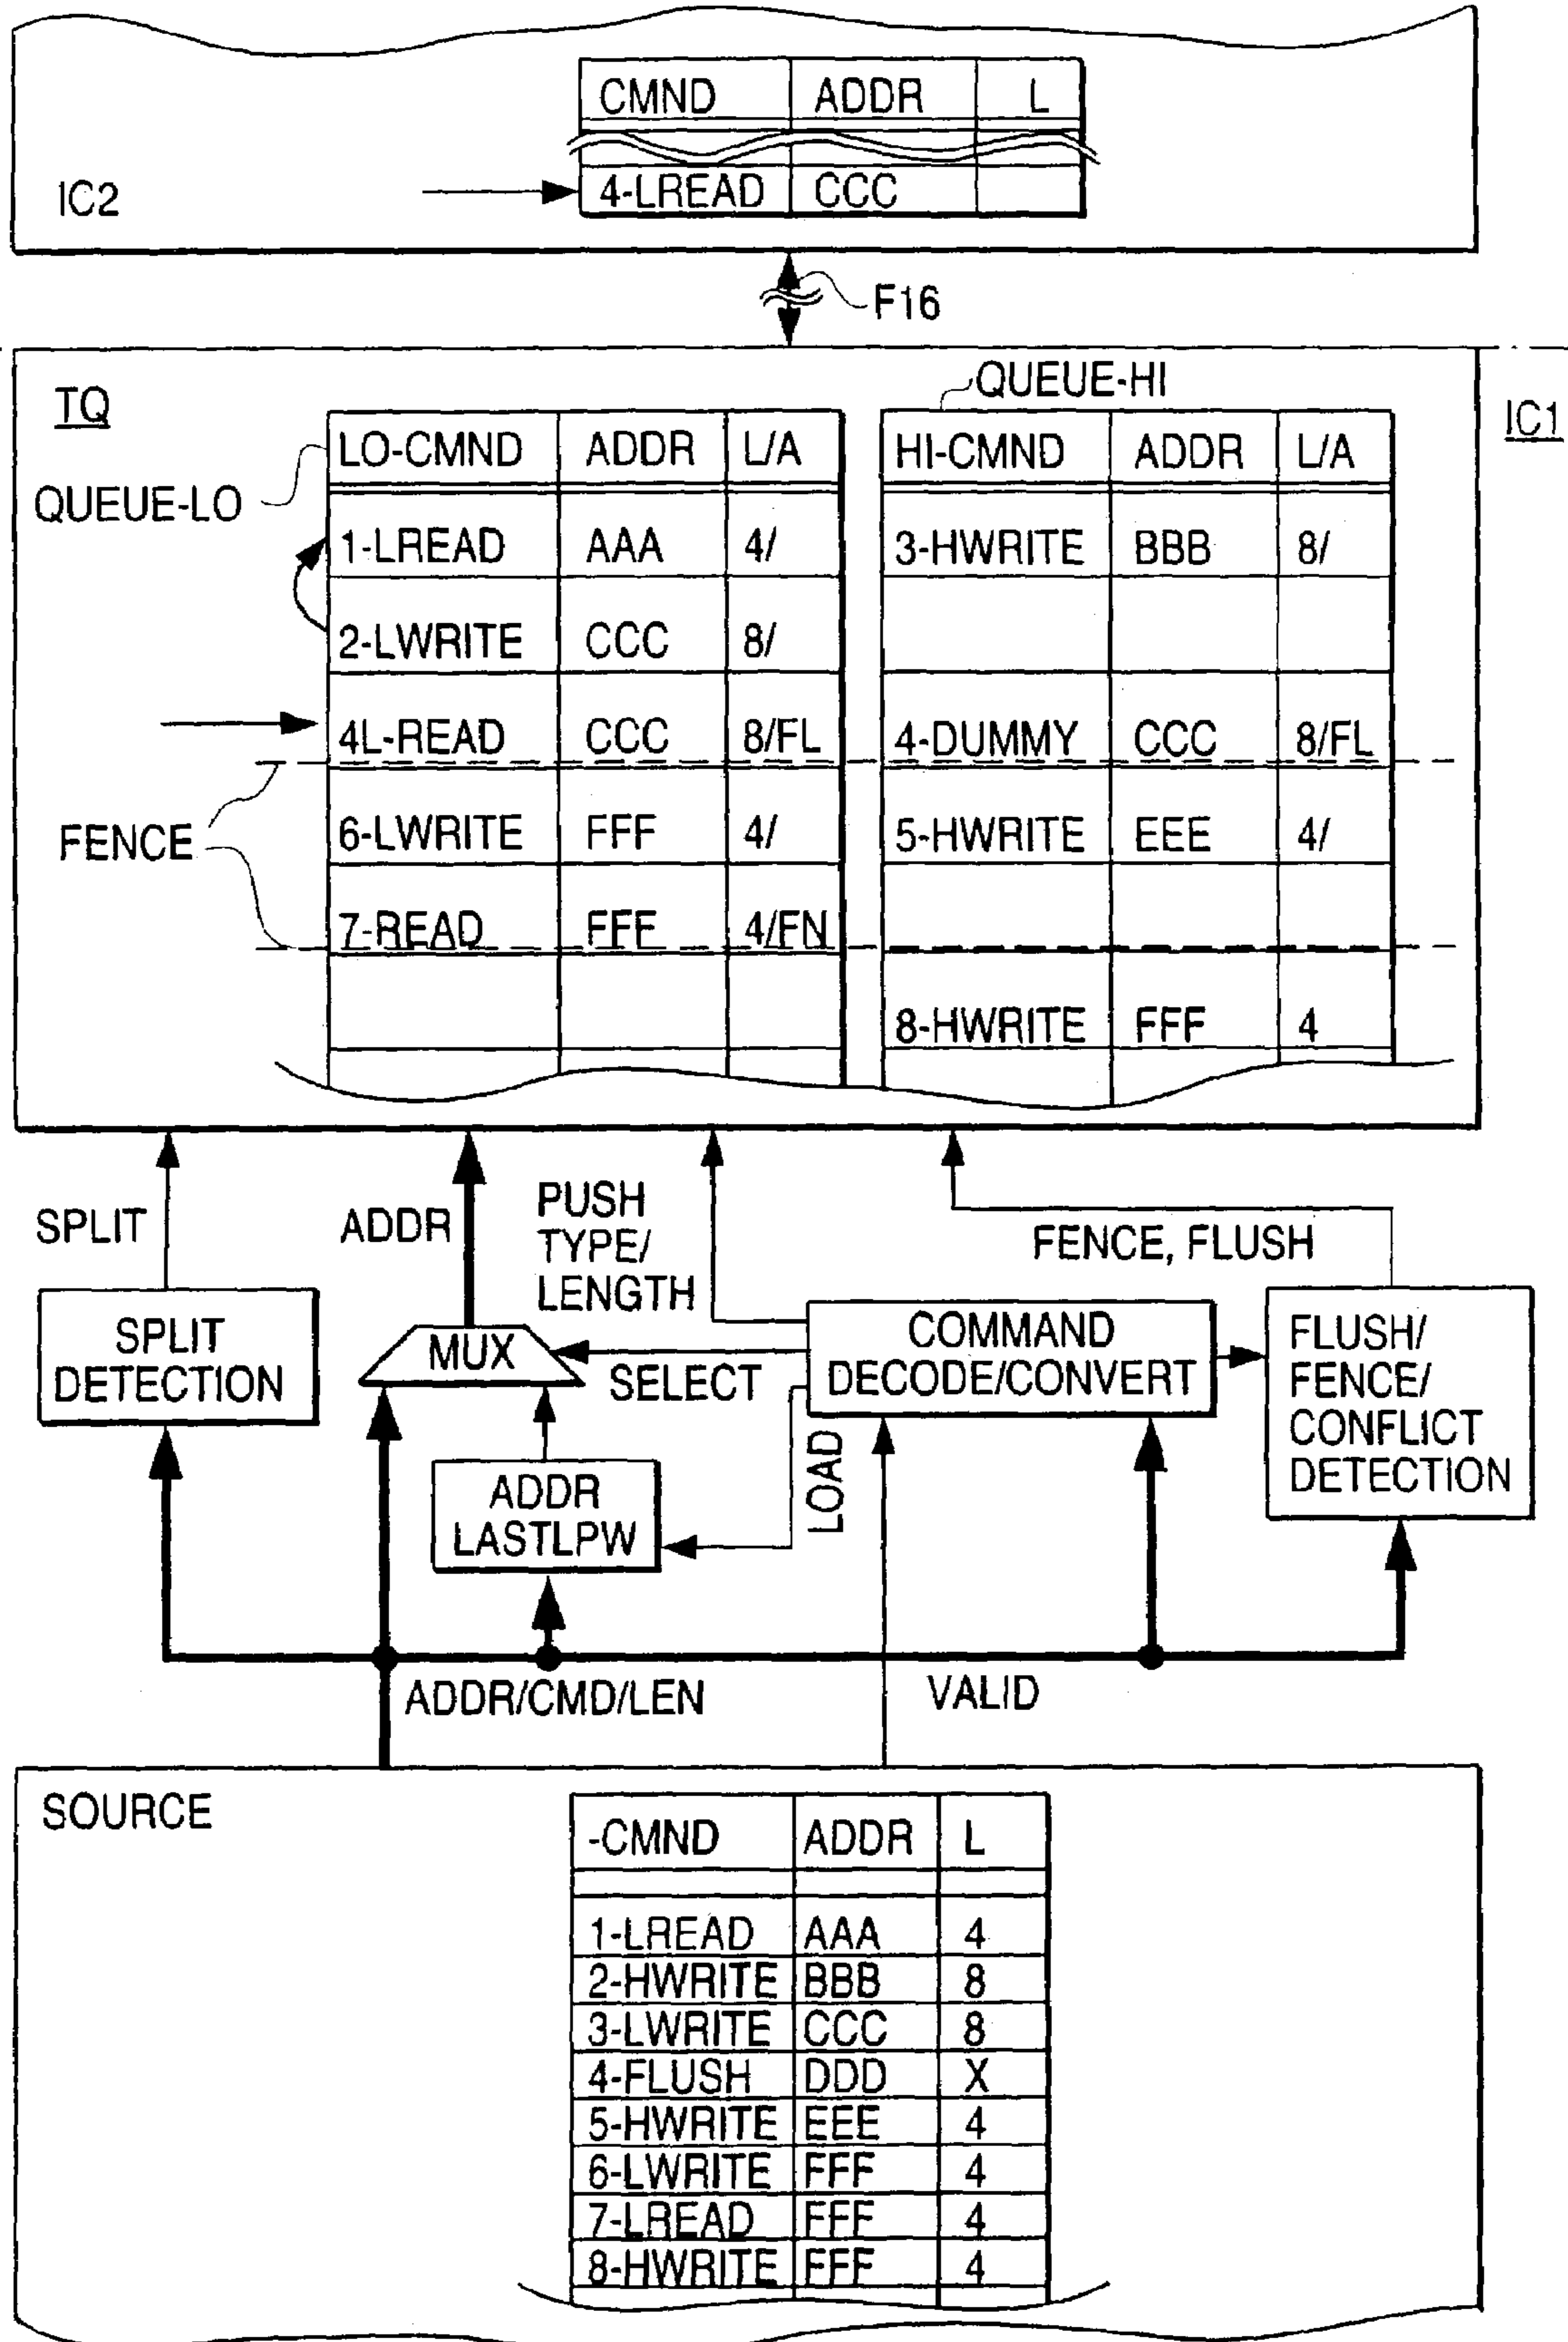 CMND ADDR L
4-LREAD CCC
IC2
F16
TQ
QUEUE-HI
IC1
QUEUE-LO
LO-CMND ADDR L/A
HI-CMND ADDR L/A
1-LREAD AAA 4/
3-HWRITE BBB 8/
2-LWRITE CCC 8/
4L-READ CCC 8/FL
4-DUMMY CCC 8/FL
FENCE
6-LWRITE FFF 4/
5-HWRITE EEE 4/
7-READ FFF 4/FN
8-HWRITE FFF 4
SPLIT
ADDR
PUSH
TYPE/
LENGTH
FENCE, FLUSH
SPLIT
DETECTION
MUX
SELECT
COMMAND
DECODE/CONVERT
FLUSH/
FENCE/
CONFLICT
DETECTION
ADDR
LASTLPW
LOAD
ADDR/CMD/LEN
VALID
SOURCE
-CMND ADDR L
1-LREAD AAA 4
2-HWRITE BBB 8
3-LWRITE CCC 8
4-FLUSH DDD X
5-HWRITE EEE 4
6-LWRITE FFF 4
7-LREAD FFF 4
8-HWRITE FFF 4